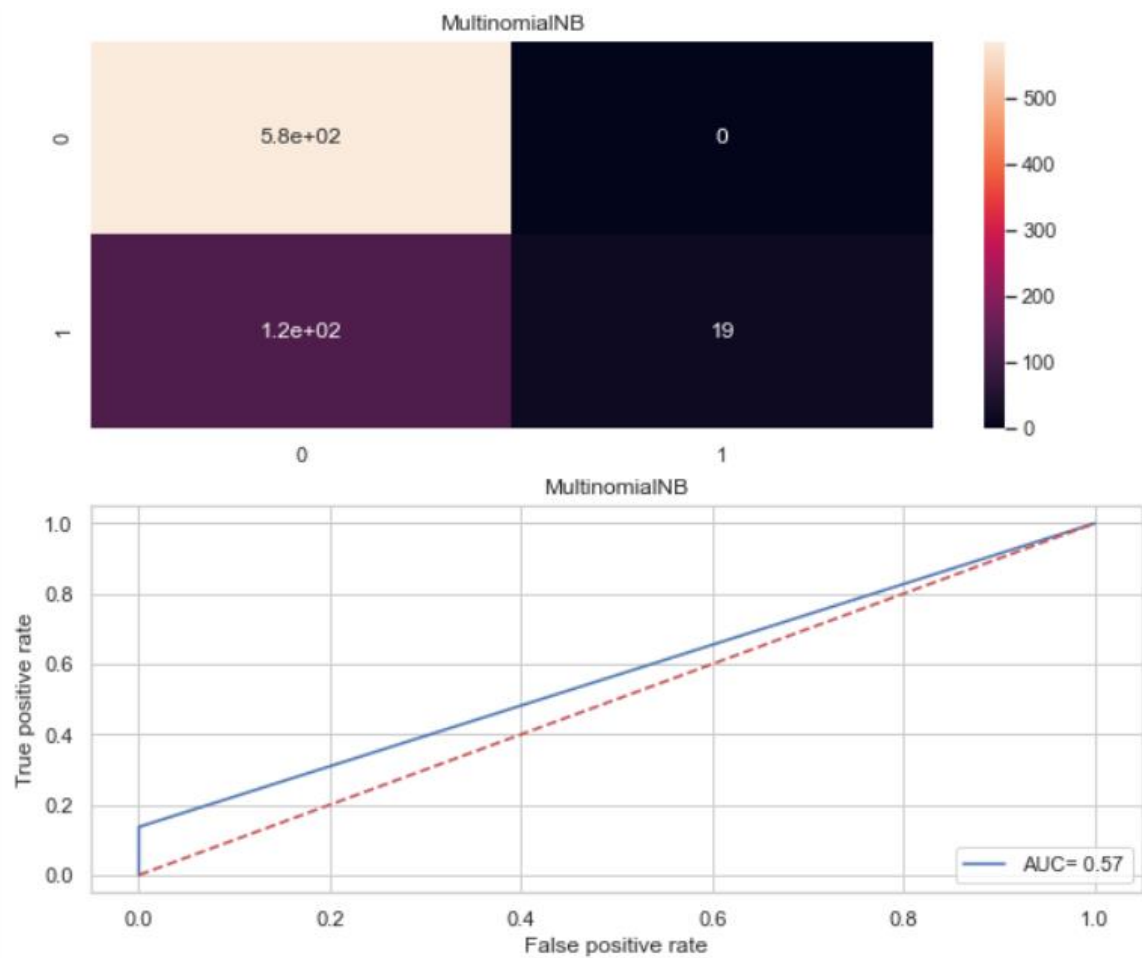 MultinomialNB
0
5.8e+02
0
500
400
300
200
100
0
1
1.2e+02
19
0
1
MultinomialNB
True positive rate
1.0
0.8
0.6
0.4
0.2
0.0
AUC= 0.57
0.0 0.2 0.4 0.6 0.8 1.0
False positive rate